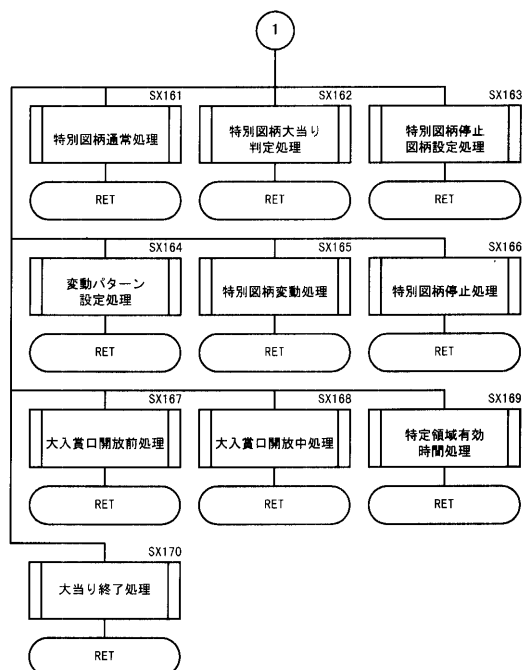 1
SX161
特別図柄通常処理
RET
SX162
特別図柄大当り
判定処理
RET
SX163
特別図柄停止
図柄設定処理
RET
SX164
変動パターン
設定処理
RET
SX165
特別図柄変動処理
RET
SX166
特別図柄停止処理
RET
SX167
大入賞口開放前処理
RET
SX168
大入賞口開放中処理
RET
SX169
特定領域有効
時間処理
RET
SX170
大当り終了処理
RET